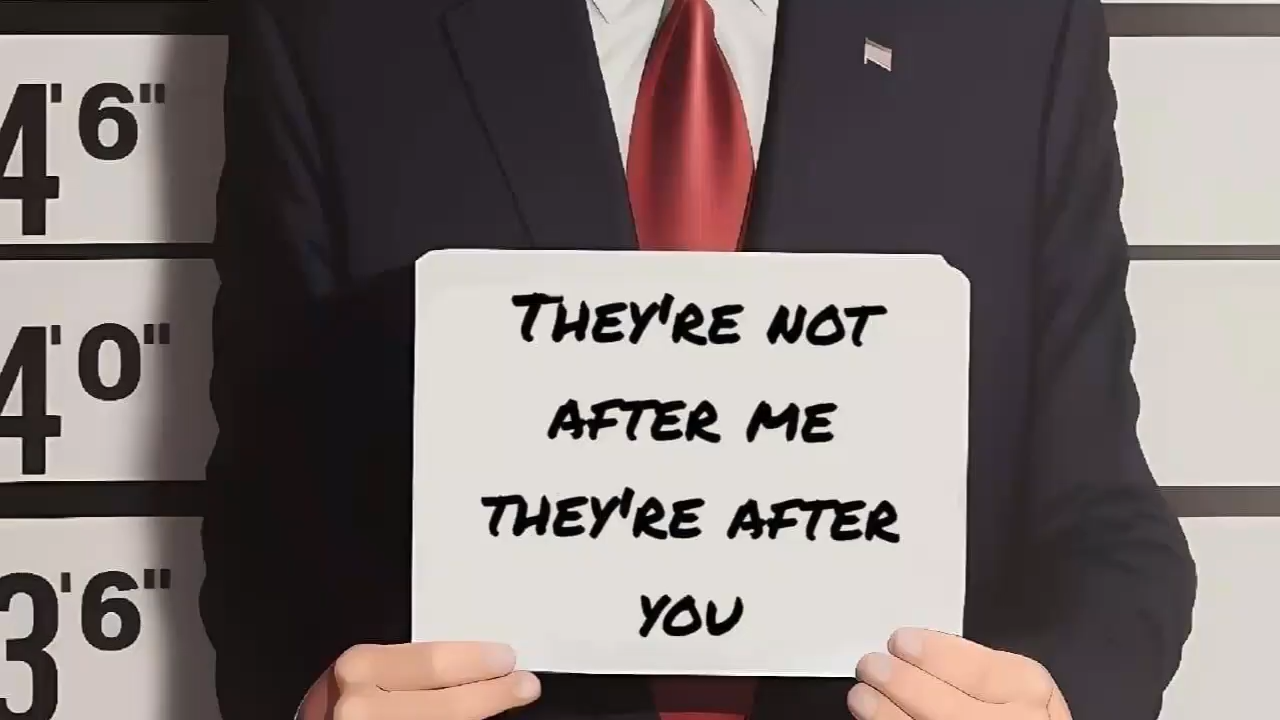 4'6"
4'0"
3'6"
THEY'RE NOT
AFTER ME
THEY'RE AFTER
YOU